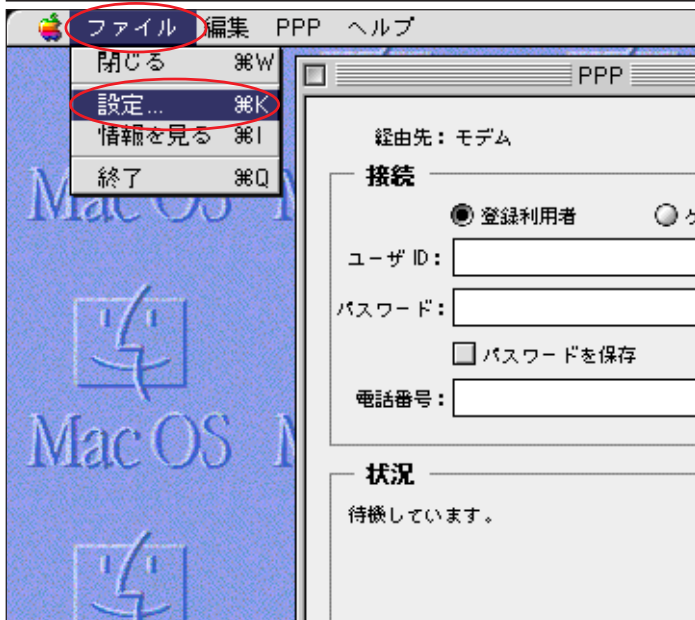 ファイル 編集 PPP ヘルプ
閉じる ⌘W
設定... ⌘K
情報を見る ⌘I
終了 ⌘Q
PPP
経由先：モデム
接続
登録利用者
ユーザ ID：
パスワード：
パスワードを保存
電話番号：
状況
待機しています。
Mac OS
Mac OS